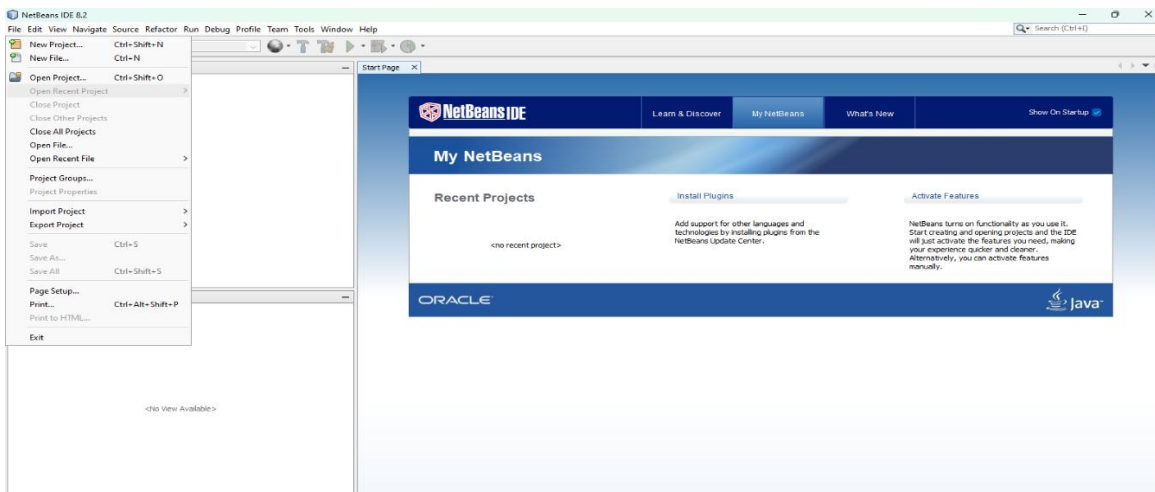 NetBeans IDE 8.2
File Edit View Navigate Source Refactor Run Debug Profile Team Tools Window Help
Search (Ctrl+I)
New Project... Ctrl+Shift+N
New File... Ctrl+N
Open Project... Ctrl+Shift+O
Open Recent Project
Close Project
Close Other Projects
Close All Projects
Open File...
Open Recent File
Project Groups...
Project Properties
Import Project
Export Project
Save Ctrl+S
Save As...
Save All Ctrl+Shift+S
Page Setup...
Print... Ctrl+Alt+Shift+P
Print to HTML...
Exit
<No View Available>
Start Page
NetBeans IDE
Learn & Discover
My NetBeans
What's New
Show On Startup
My NetBeans
Recent Projects
<no recent project>
Install Plugins
Add support for other languages and
technologies by installing plugins from the
NetBeans Update Center.
Activate Features
NetBeans turns on functionality as you use it.
Start creating and opening projects and the IDE
will just activate the features you need, making
your experience quicker and cleaner.
Alternatively, you can activate features
manually.
ORACLE
Java